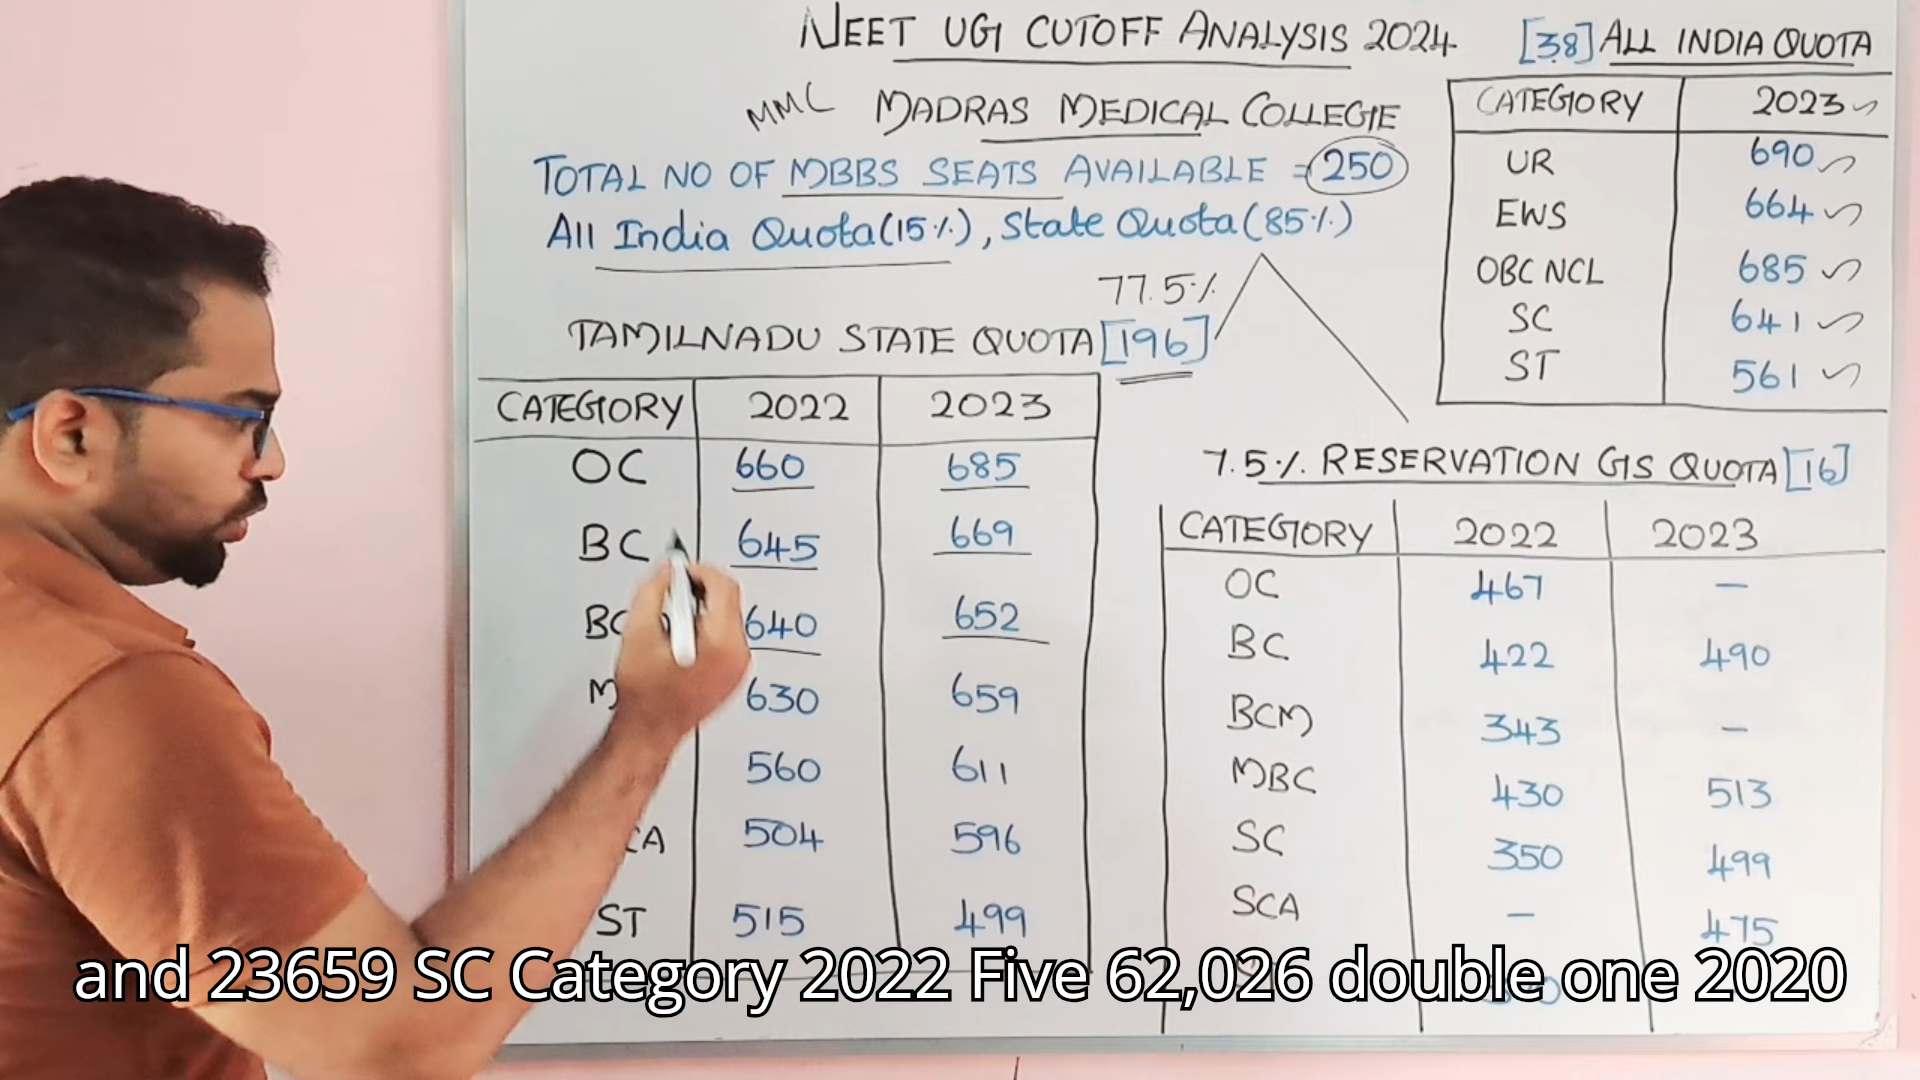 NEET UG CUTOFF ANALYSIS 2024
MMC MADRAS MEDICAL COLLEGE
TOTAL NO OF MBBS SEATS AVAILABLE = 250
All India Quota (15%), State Quota (85%)
77.5%
TAMILNADU STATE QUOTA [196]
CATEGORY 2022 2023
OC 660 685
BC 645 669
640 652
630 659
560 611
504 596
ST 515 499
[38] ALL INDIA QUOTA
CATEGORY 2023
UR 690
EWS 664
OBC NCL 685
SC 641
ST 561
7.5% RESERVATION GS QUOTA [16]
CATEGORY 2022 2023
OC 467 –
BC 422 490
BCM 343 –
MBC 430 513
SC 350 499
SCA – 475
and 23659 SC Category 2022 Five 62,026 double one 2020